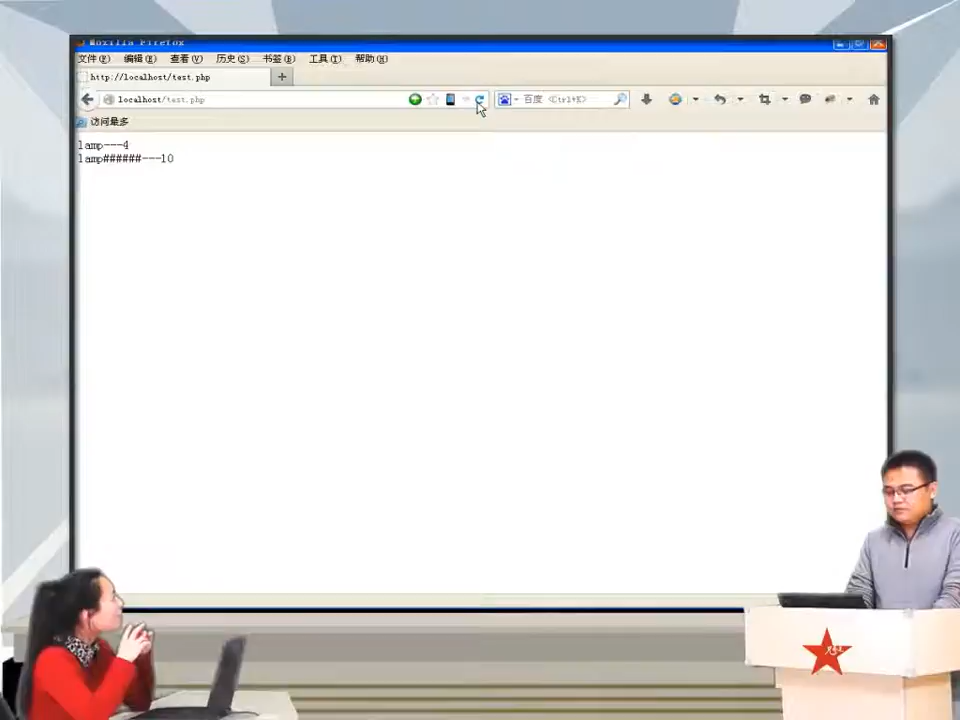 Mozilla Firefox
文件(F) 编辑(E) 查看(V) 历史(S) 书签(B) 工具(T) 帮助(H)
http://localhost/test.php
localhost/test.php 百度 <Ctrl+K>
访问最多
lamp---4
lamp######---10